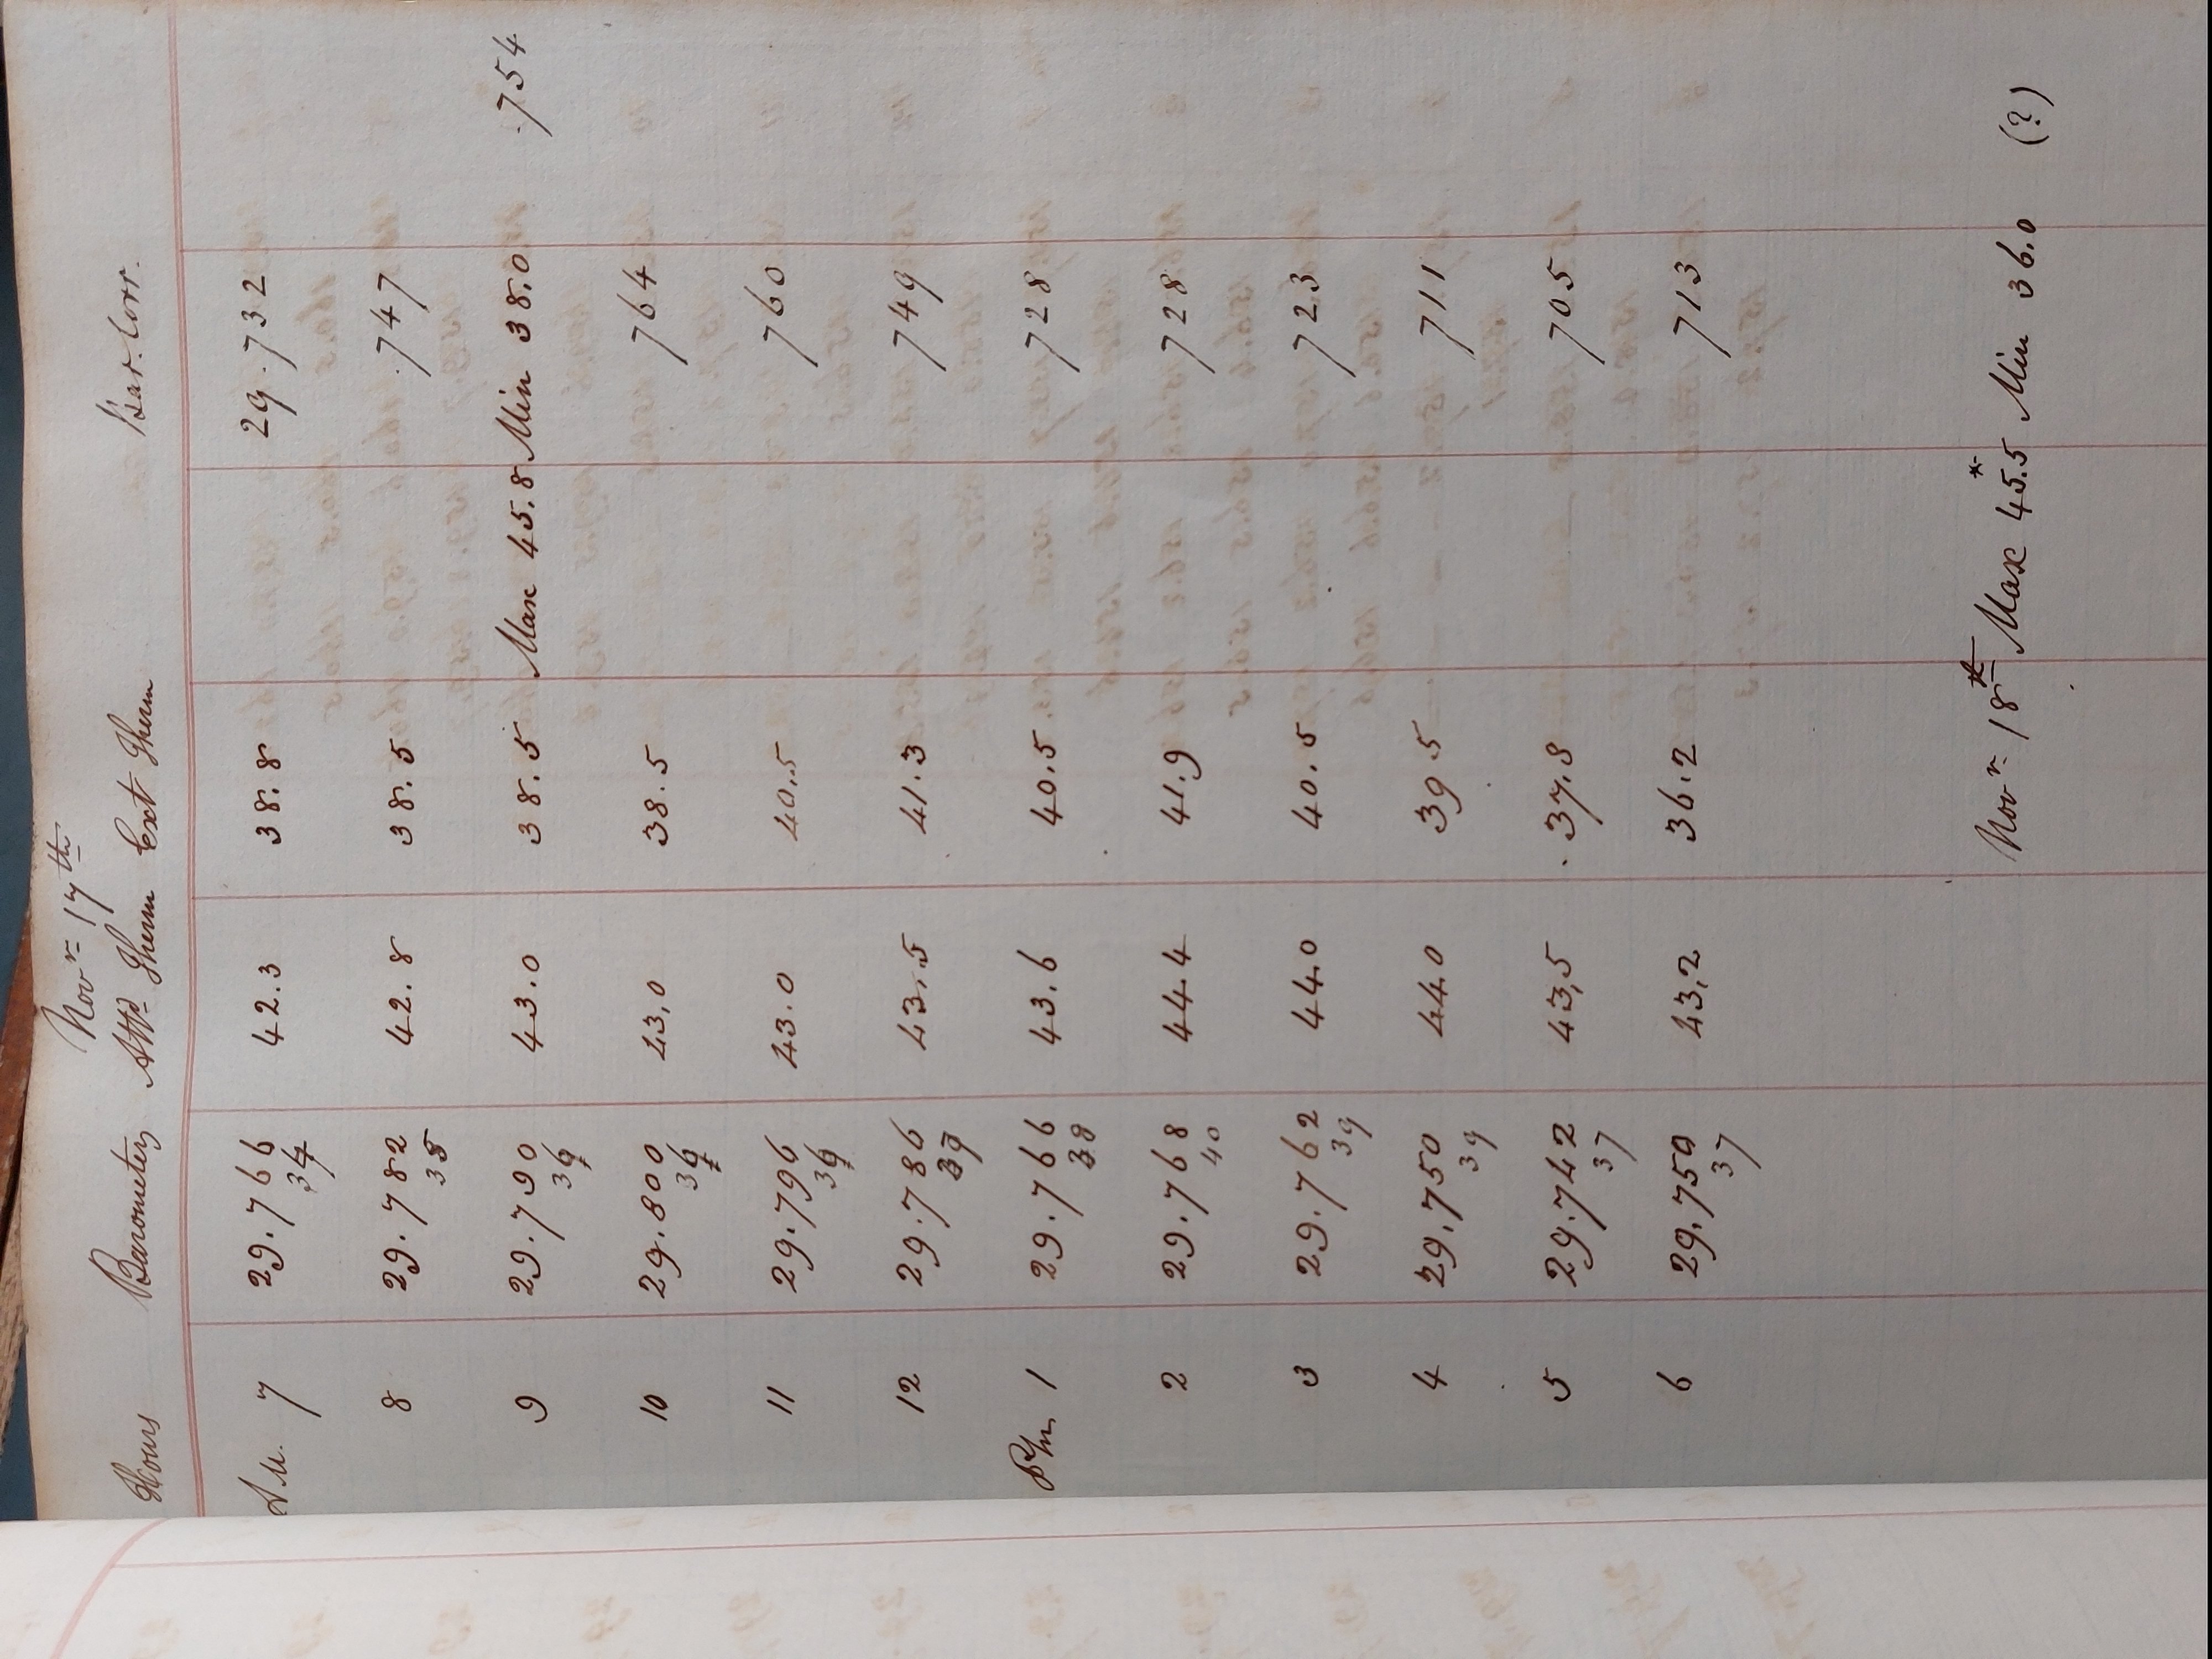 Novr 17th
Hours Barometers Attd Therm Ext Therm Bar. Corr.
A.M. 7 29.766 42.3 38.8 29.732
34
8 29.782 42.8 38.5 .747
35
9 29.790 43.0 38.5 Max 45.8 Min 38.0 .754
36
10 29.800 43,0 38.5 764
36
11 29.796 43.0 40.5 760
36
12 29.786 43.5 41.3 749
37
Pm 1 29.766 43.6 40.5 728
38
2 29.768 44.4 41.9 728
40
3 29.762 44.0 40.5 723
39
4 29,750 44.0 39.5 711
39
5 29.742 43,5 37.8 705
37
6 29.750 43,2 36.2 713
37
Novr 18th Max 45.5 * Min 36.0 (?)